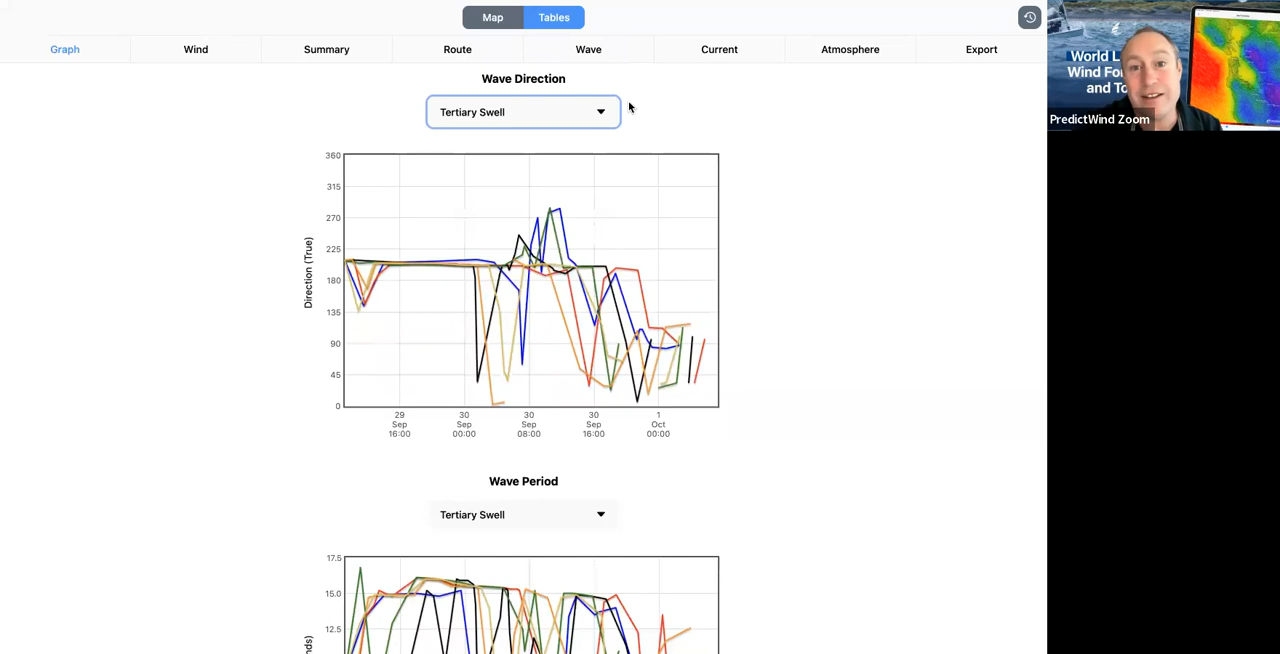 Map
Tables
Graph
Wind
Summary
Route
Wave
Current
Atmosphere
Export
Wave Direction
Tertiary Swell
360
315
270
225
180
135
90
45
0
Direction (True)
29
Sep
16:00
30
Sep
00:00
30
Sep
08:00
30
Sep
16:00
1
Oct
00:00
Wave Period
Tertiary Swell
17.5
15.0
12.5
World L
Wind Fo
and To
PredictWind Zoom